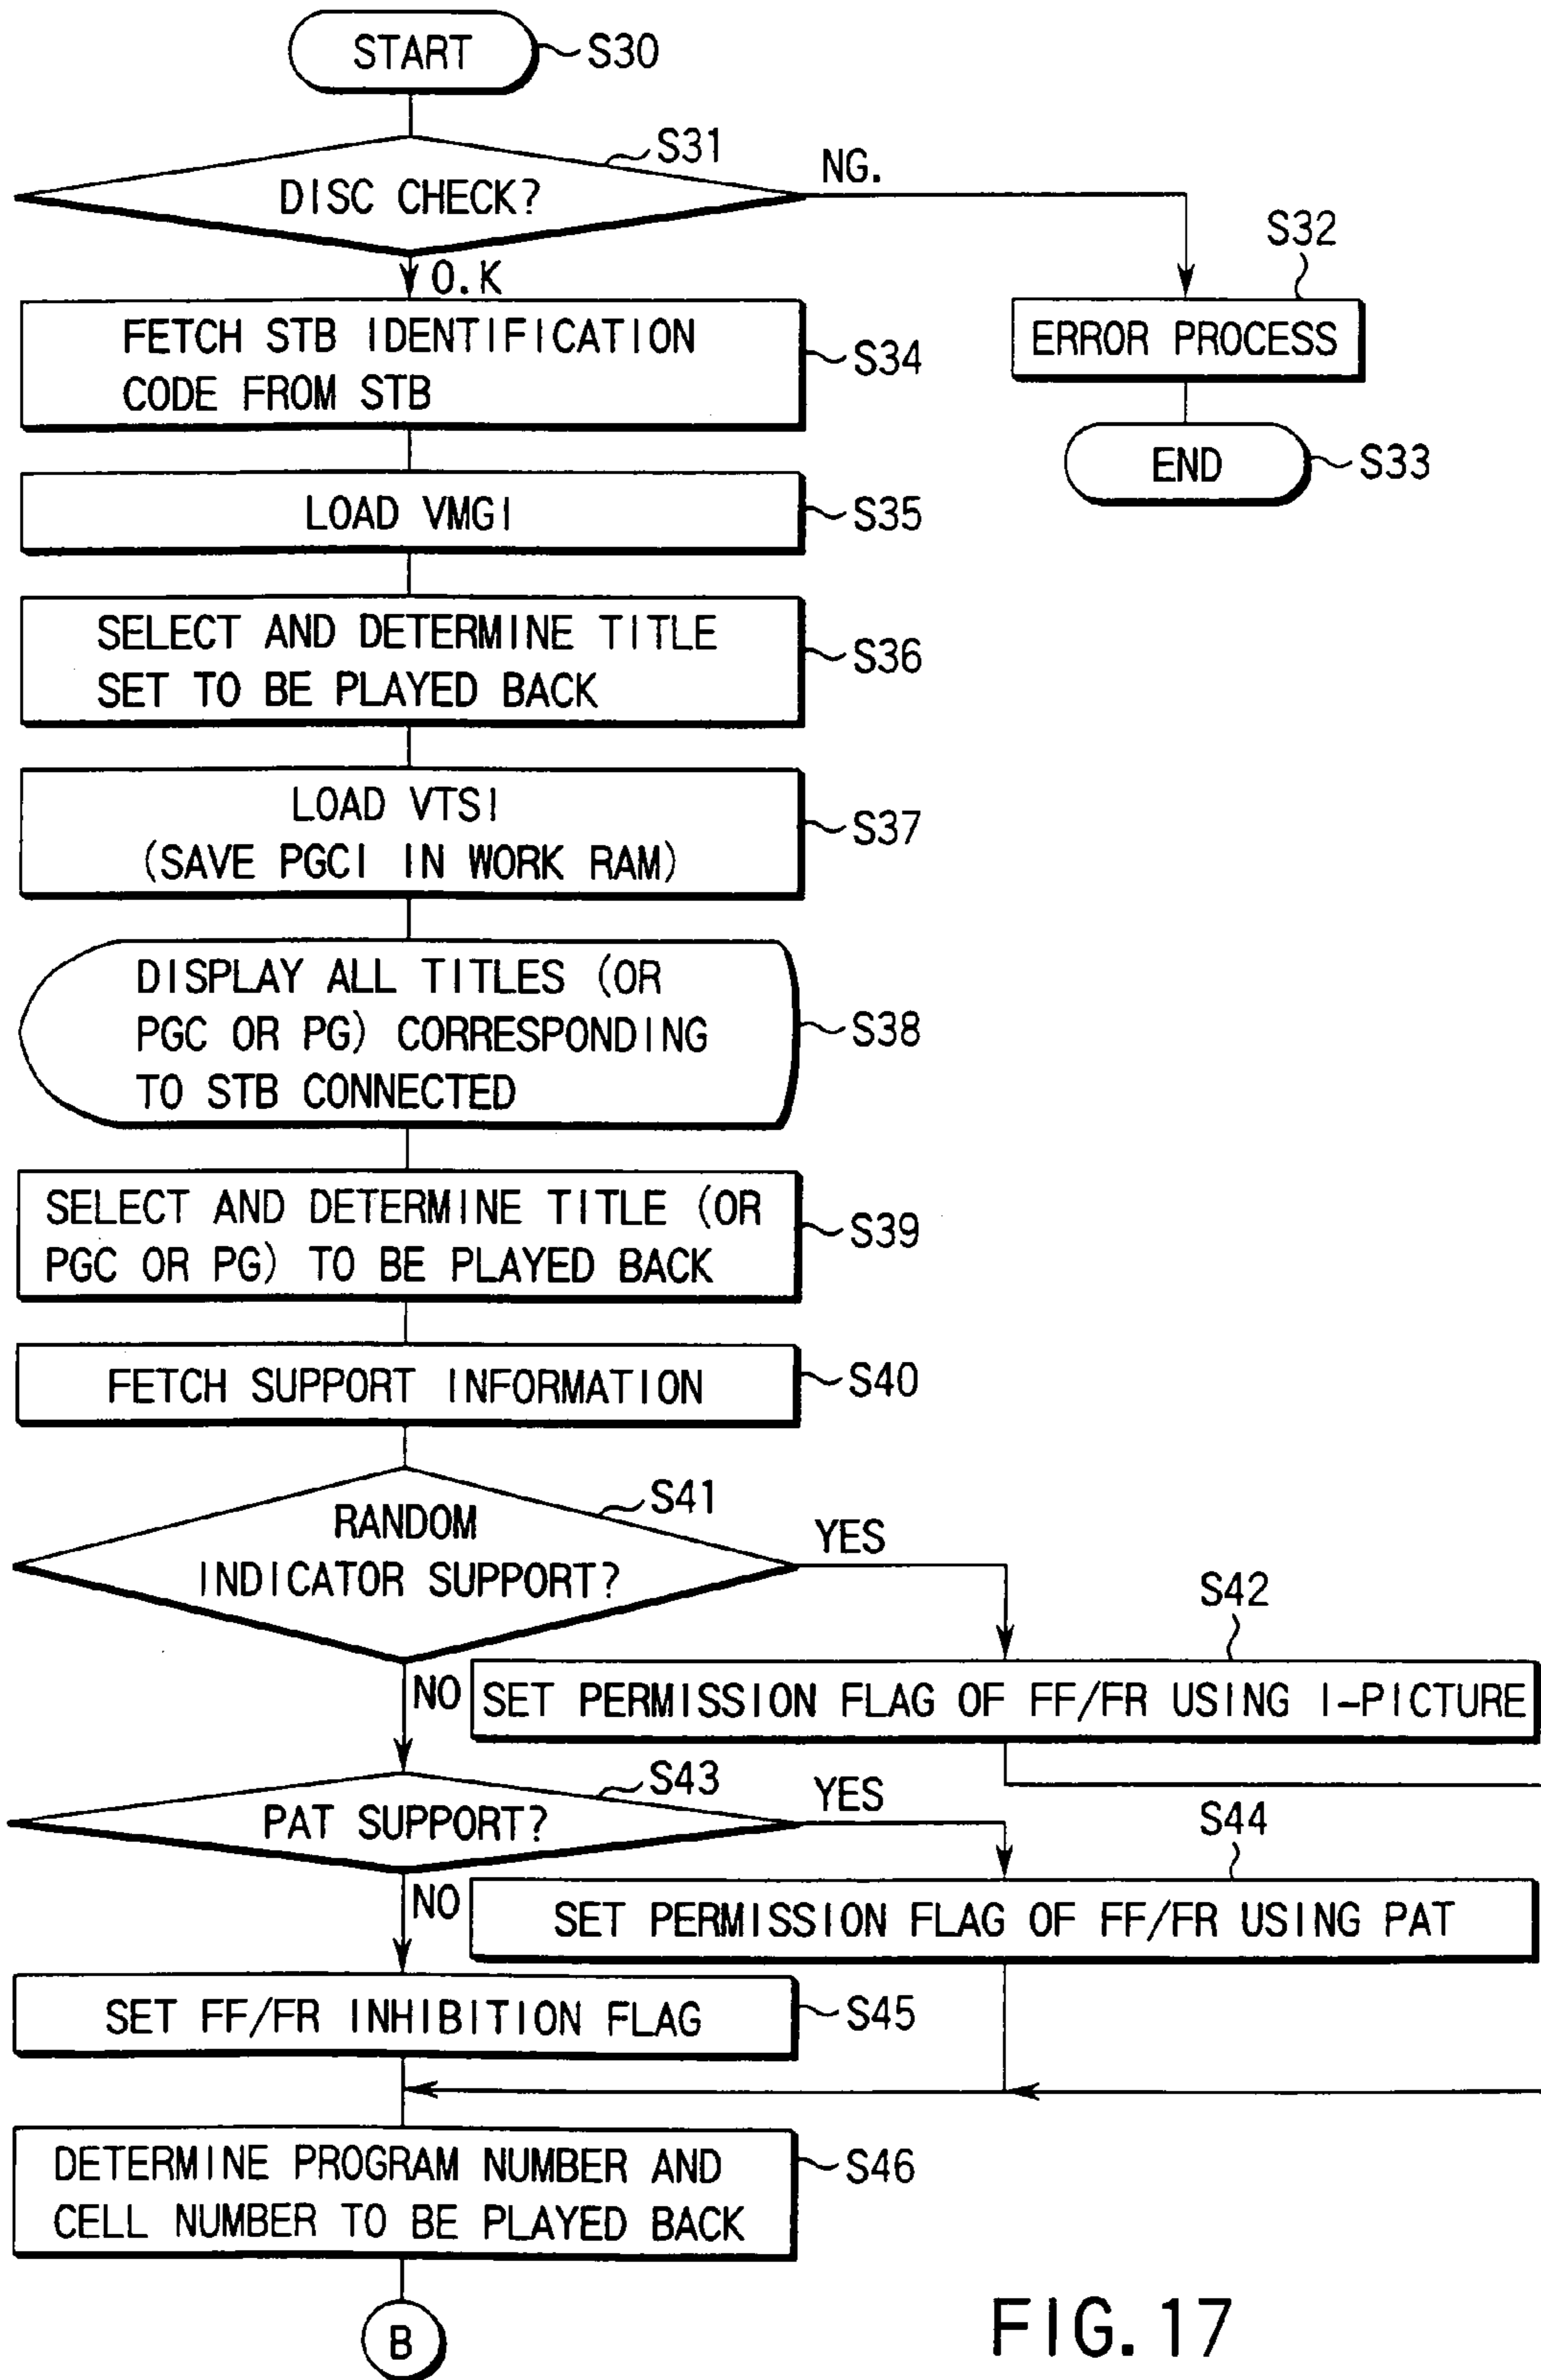 START
S30
S31
DISC CHECK?
NG.
O.K
S32
ERROR PROCESS
END
S33
FETCH STB IDENTIFICATION
CODE FROM STB
S34
LOAD VMGI
S35
SELECT AND DETERMINE TITLE
SET TO BE PLAYED BACK
S36
LOAD VTSI
(SAVE PGCI IN WORK RAM)
S37
DISPLAY ALL TITLES (OR
PGC OR PG) CORRESPONDING
TO STB CONNECTED
S38
SELECT AND DETERMINE TITLE (OR
PGC OR PG) TO BE PLAYED BACK
S39
FETCH SUPPORT INFORMATION
S40
S41
RANDOM
INDICATOR SUPPORT?
YES
S42
NO
SET PERMISSION FLAG OF FF/FR USING I-PICTURE
S43
PAT SUPPORT?
YES
S44
NO
SET PERMISSION FLAG OF FF/FR USING PAT
SET FF/FR INHIBITION FLAG
S45
DETERMINE PROGRAM NUMBER AND
CELL NUMBER TO BE PLAYED BACK
S46
B
FIG. 17